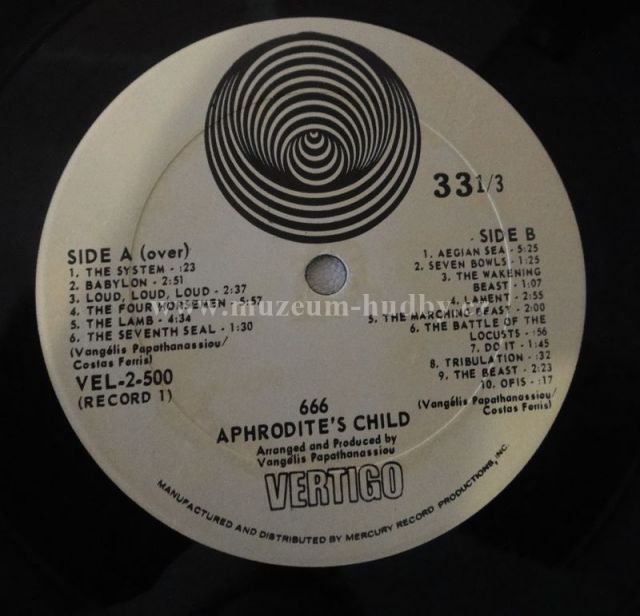 33 1/3
SIDE A (over)
1. THE SYSTEM - :23
2. BABYLON - 2:51
3. LOUD, LOUD, LOUD - 2:37
4. THE FOUR HORSEMEN - 5:57
5. THE LAMB - 4:34
6. THE SEVENTH SEAL - 1:30
(Vangélis Papathanassiou/
Costas Ferris)
VEL-2-500
(RECORD 1)
SIDE B
1. AEGIAN SEA - 5:25
2. SEVEN BOWLS - 1:25
3. THE WAKENING
BEAST - 1:07
4. LAMENT - 2:55
5. THE MARCHING BEAST - 2:00
6. THE BATTLE OF THE
LOCUSTS - :56
7. DO IT - 1:45
8. TRIBULATION - :32
9. THE BEAST - 2:23
10. OFIS - :17
(Vangélis Papathanassiou/
Costas Ferris)
www.muzeum-hudby.cz
666
APHRODITE'S CHILD
Arranged and Produced by
Vangélis Papathanassiou
VERTIGO
MANUFACTURED AND DISTRIBUTED BY MERCURY RECORD PRODUCTIONS, INC.